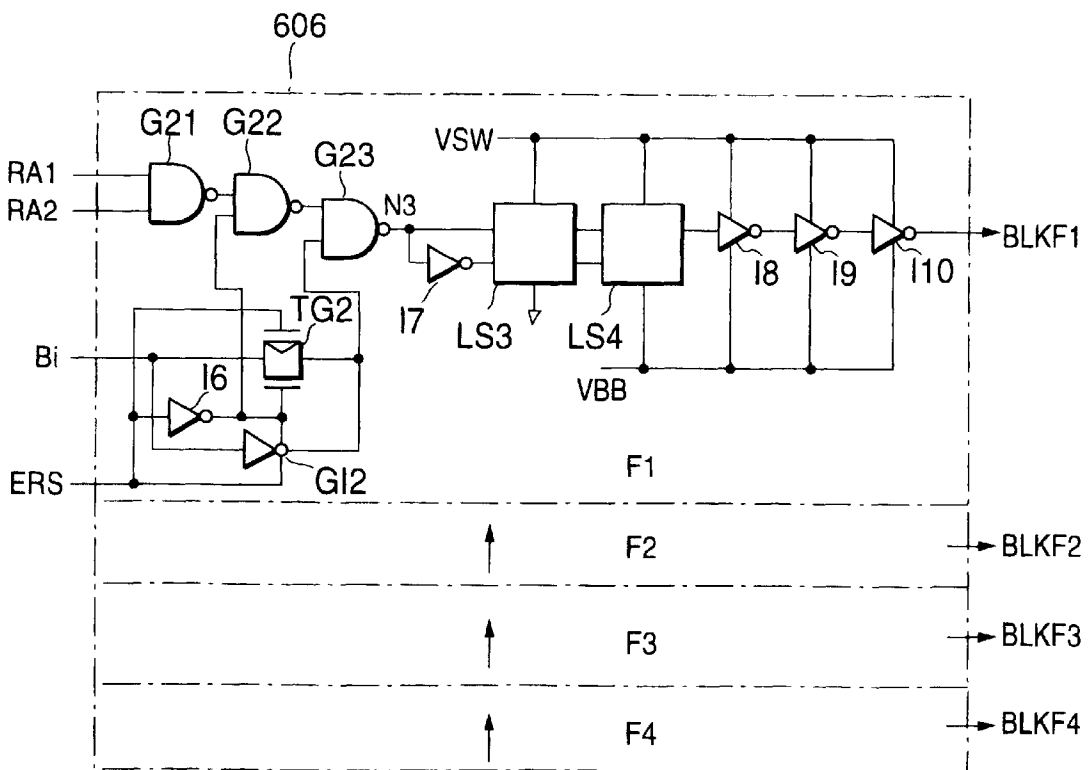 606
G21
G22
G23
VSW
RA1
RA2
N3
BLKF1
I7
I8
I9
I10
LS3
LS4
TG2
Bi
I6
VBB
ERS
GI2
F1
F2
BLKF2
F3
BLKF3
F4
BLKF4